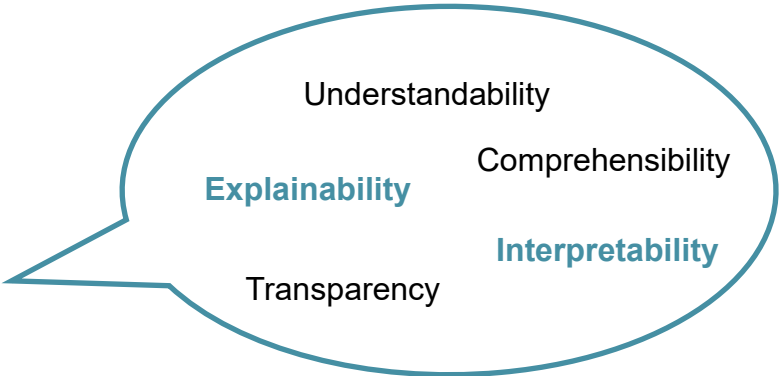 Understandability
Comprehensibility
Explainability
Interpretability
Transparency